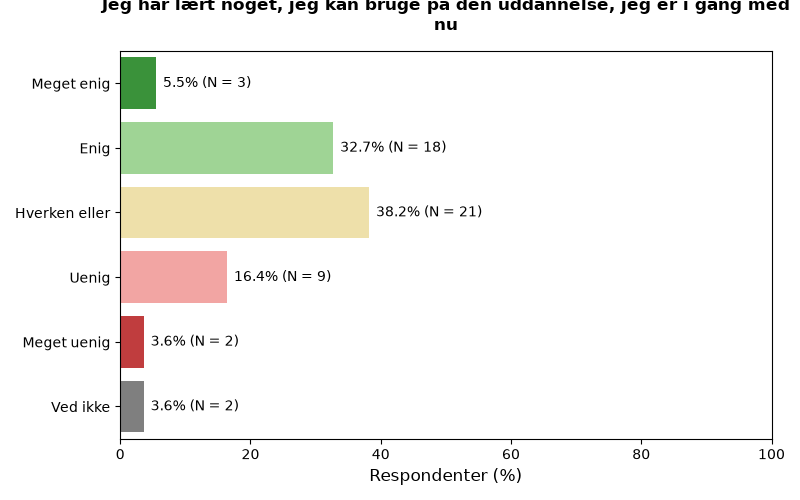 Jeg har lært noget, jeg kan bruge på den uddannelse, jeg er i gang med
nu
Meget enig
5.5% (N = 3)
Enig
32.7% (N = 18)
Hverken eller
38.2% (N = 21)
Uenig
16.4% (N = 9)
Meget uenig
3.6% (N = 2)
Ved ikke
3.6% (N = 2)
0 20 40 60 80 100
Respondenter (%)